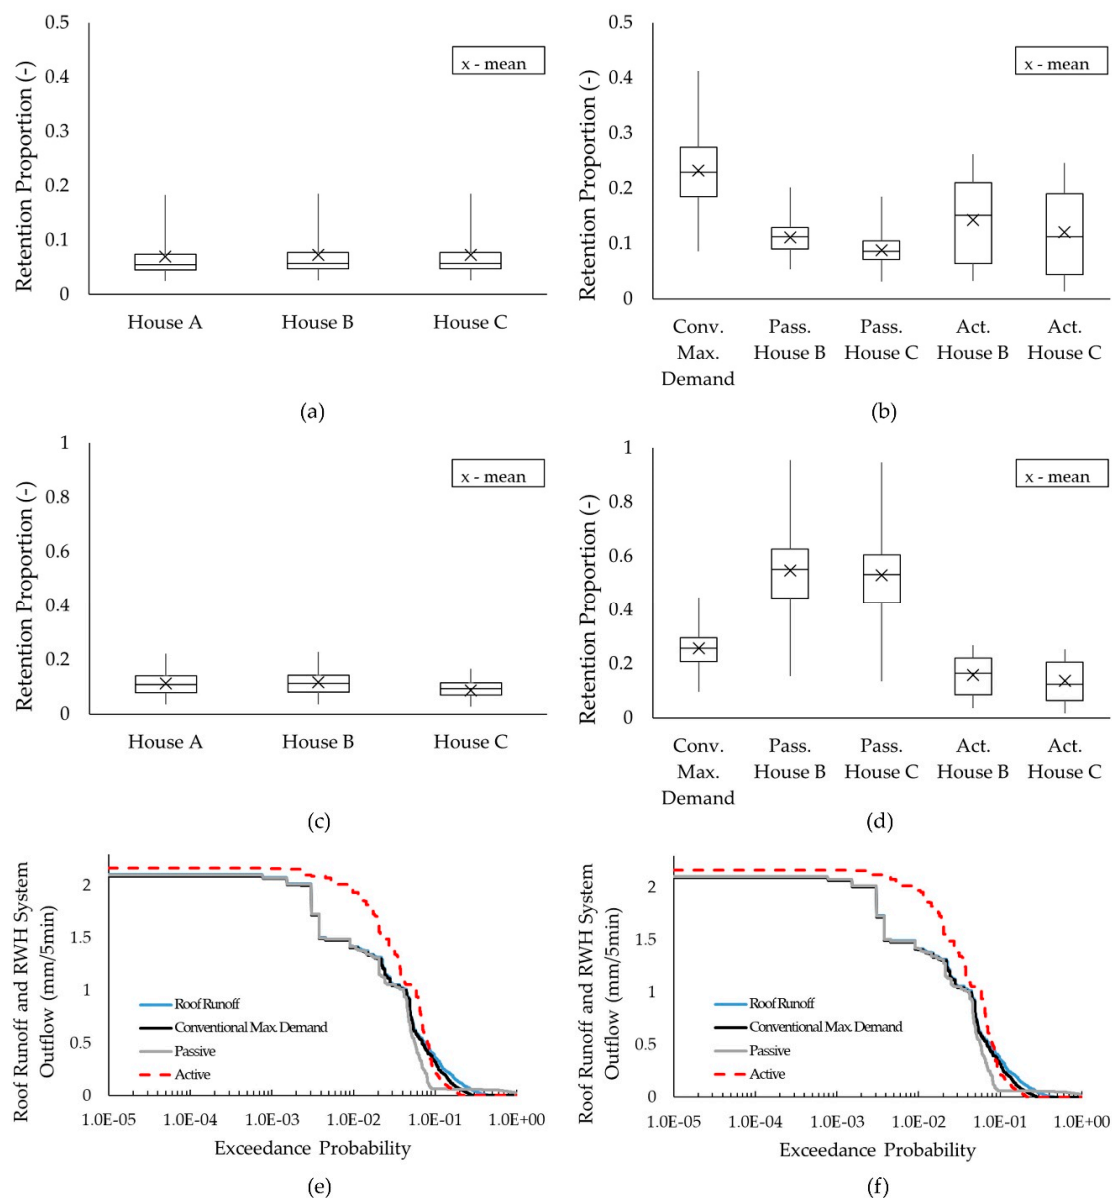 0.5
0.4
0.3
0.2
0.1
0
Retention Proportion (-)
x - mean
House A
House B
House C
(a)
0.5
0.4
0.3
0.2
0.1
0
Retention Proportion (-)
x - mean
Conv.
Max.
Demand
Pass.
House B
Pass.
House C
Act.
House B
Act.
House C
(b)
1
0.8
0.6
0.4
0.2
0
Retention Proportion (-)
x - mean
House A
House B
House C
(c)
1
0.8
0.6
0.4
0.2
0
Retention Proportion (-)
x - mean
Conv.
Max.
Demand
Pass.
House B
Pass.
House C
Act.
House B
Act.
House C
(d)
Roof Runoff and RWH System
Outflow (mm/5min)
2
1.5
1
0.5
0
Roof Runoff
Conventional Max. Demand
Passive
Active
1.0E-05 1.0E-04 1.0E-03 1.0E-02 1.0E-01 1.0E+00
Exceedance Probability
(e)
Roof Runoff and RWH System
Outflow (mm/5min)
2
1.5
1
0.5
0
Roof Runoff
Conventional Max. Demand
Passive
Active
1.0E-05 1.0E-04 1.0E-03 1.0E-02 1.0E-01 1.0E+00
Exceedance Probability
(f)